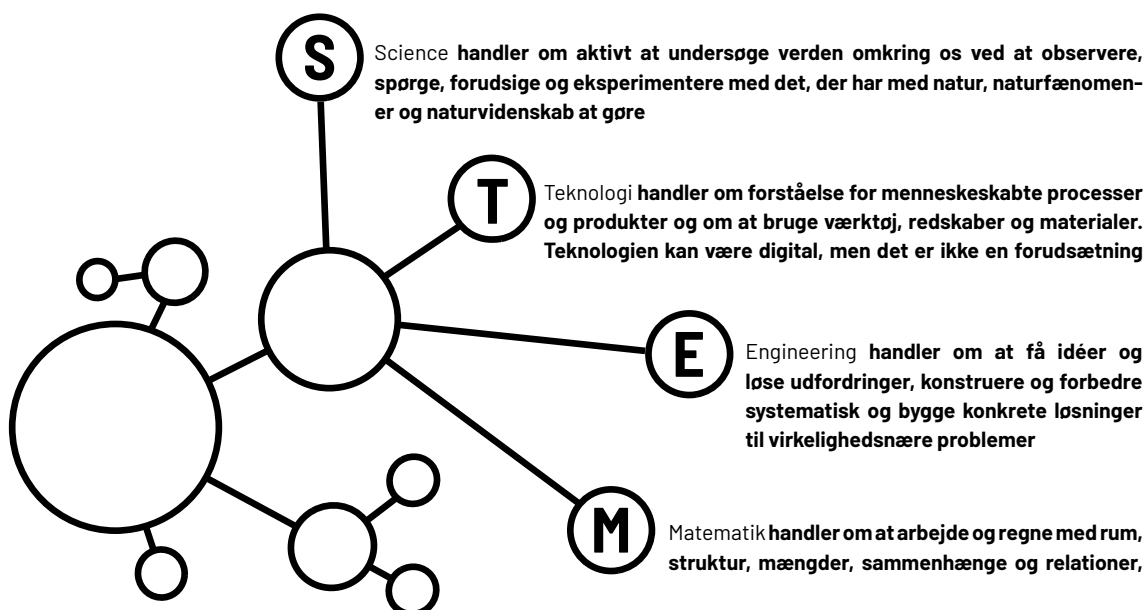 S
Science handler om aktivt at undersøge verden omkring os ved at observere,
spørge, forudsige og eksperimentere med det, der har med natur, naturfænomen-
er og naturvidenskab at gøre
T
Teknologi handler om forståelse for menneskeskabte processer
og produkter og om at bruge værktøj, redskaber og materialer.
Teknologien kan være digital, men det er ikke en forudsætning
E
Engineering handler om at få idéer og
løse udfordringer, konstruere og forbedre
systematisk og bygge konkrete løsninger
til virkelighedsnære problemer
M
Matematik handler om at arbejde og regne med rum,
struktur, mængder, sammenhænge og relationer,